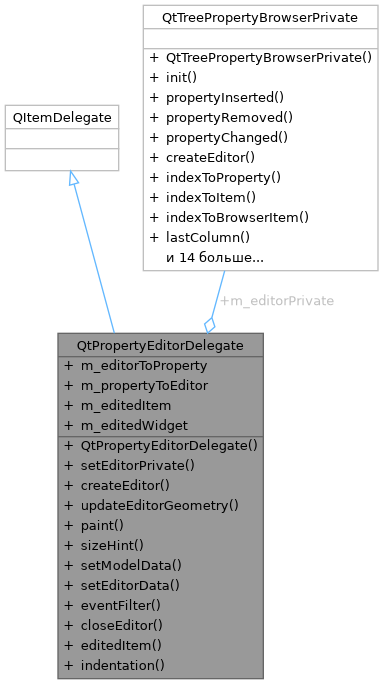 QtTreePropertyBrowserPrivate
+ QtTreePropertyBrowserPrivate()
+ init()
+ propertyInserted()
+ propertyRemoved()
+ propertyChanged()
+ createEditor()
+ indexToProperty()
+ indexToItem()
+ indexToBrowserItem()
+ lastColumn()
и 14 больше...
QItemDelegate
+m_editorPrivate
QtPropertyEditorDelegate
+ m_editorToProperty
+ m_propertyToEditor
+ m_editedItem
+ m_editedWidget
+ QtPropertyEditorDelegate()
+ setEditorPrivate()
+ createEditor()
+ updateEditorGeometry()
+ paint()
+ sizeHint()
+ setModelData()
+ setEditorData()
+ eventFilter()
+ closeEditor()
+ editedItem()
+ indentation()